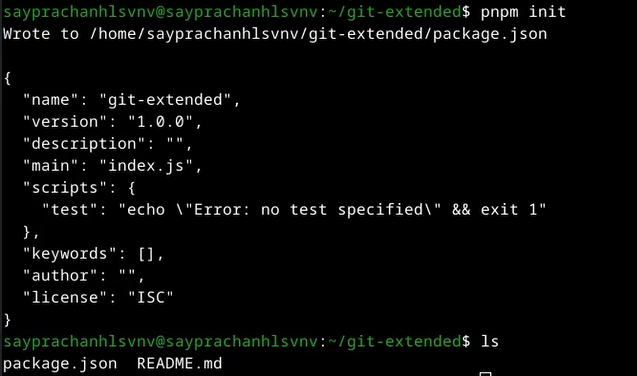 sayprachanhlsvnv@sayprachanhlsvnv:~/git-extended$ pnpm init
Wrote to /home/sayprachanhlsvnv/git-extended/package.json

{
  "name": "git-extended",
  "version": "1.0.0",
  "description": "",
  "main": "index.js",
  "scripts": {
    "test": "echo \"Error: no test specified\" && exit 1"
  },
  "keywords": [],
  "author": "",
  "license": "ISC"
}
sayprachanhlsvnv@sayprachanhlsvnv:~/git-extended$ ls
package.json  README.md